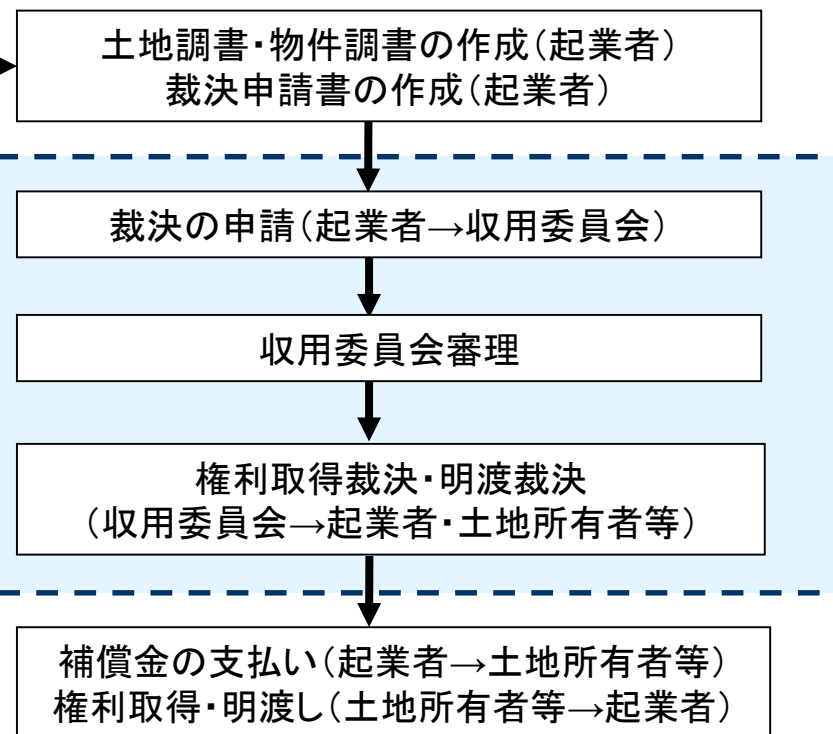 土地調書・物件調書の作成(起業者)
裁決申請書の作成(起業者)
裁決の申請(起業者→収用委員会)
収用委員会審理
権利取得裁決・明渡裁決
(収用委員会→起業者・土地所有者等)
補償金の支払い(起業者→土地所有者等)
権利取得・明渡し(土地所有者等→起業者)